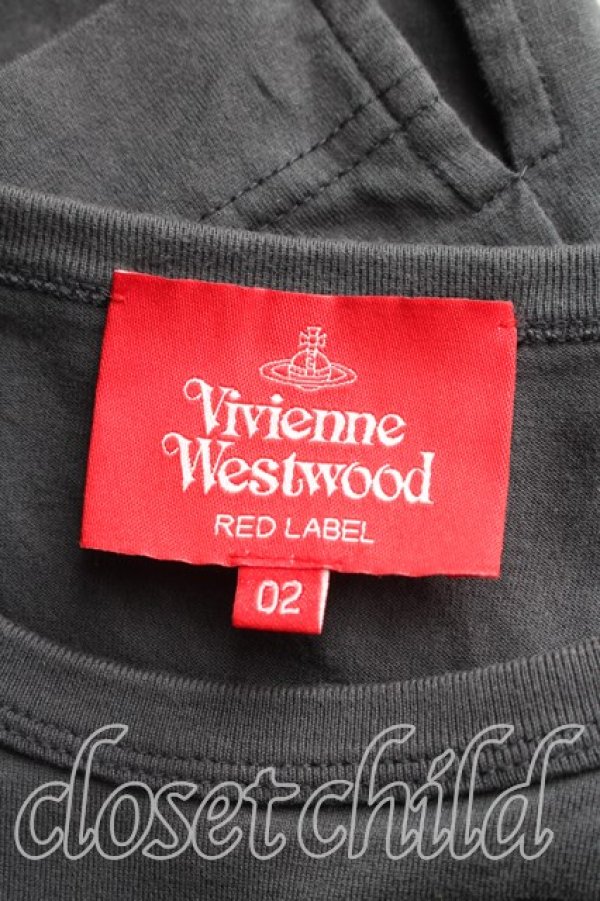 Vivienne
Westwood
RED LABEL
02
closet child